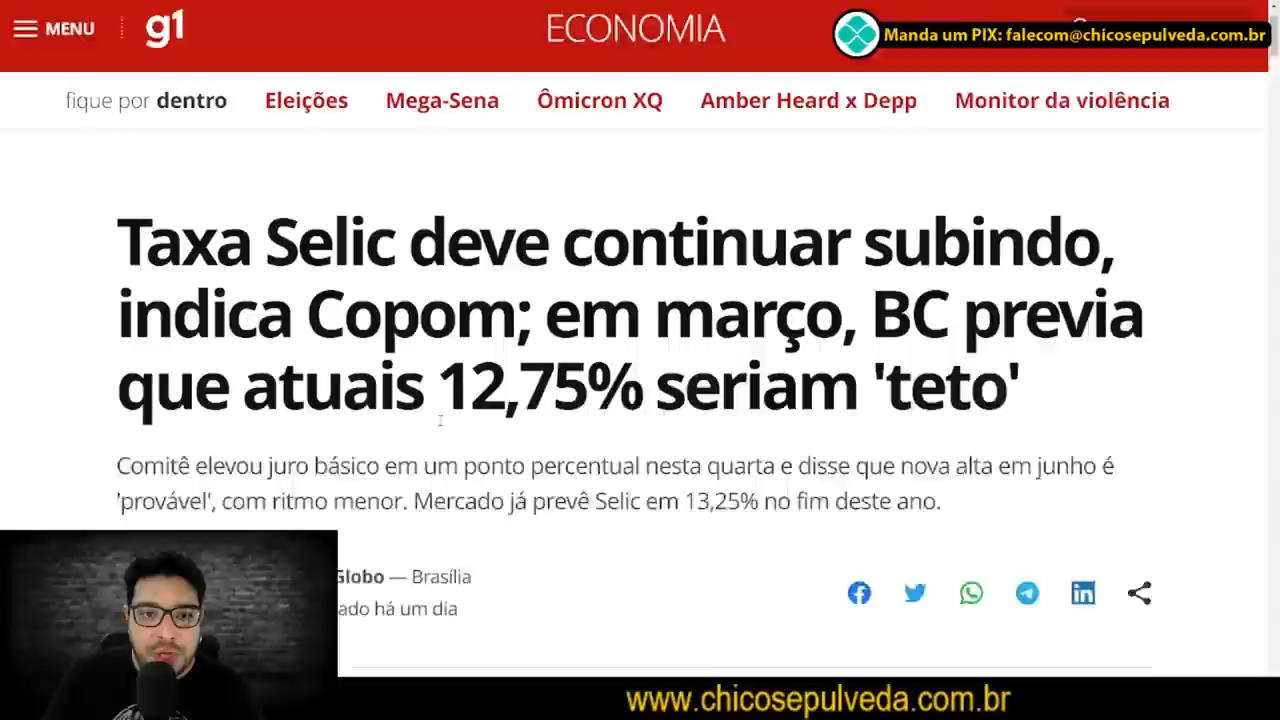 MENU
g1
ECONOMIA
Manda um PIX: falecom@chicosepulveda.com.br
fique por dentro
Eleições
Mega-Sena
Ômicron XQ
Amber Heard x Depp
Monitor da violência
Taxa Selic deve continuar subindo,
indica Copom; em março, BC previa
que atuais 12,75% seriam 'teto'
Comitê elevou juro básico em um ponto percentual nesta quarta e disse que nova alta em junho é
'provável', com ritmo menor. Mercado já prevê Selic em 13,25% no fim deste ano.
Globo — Brasília
ado há um dia
www.chicosepulveda.com.br